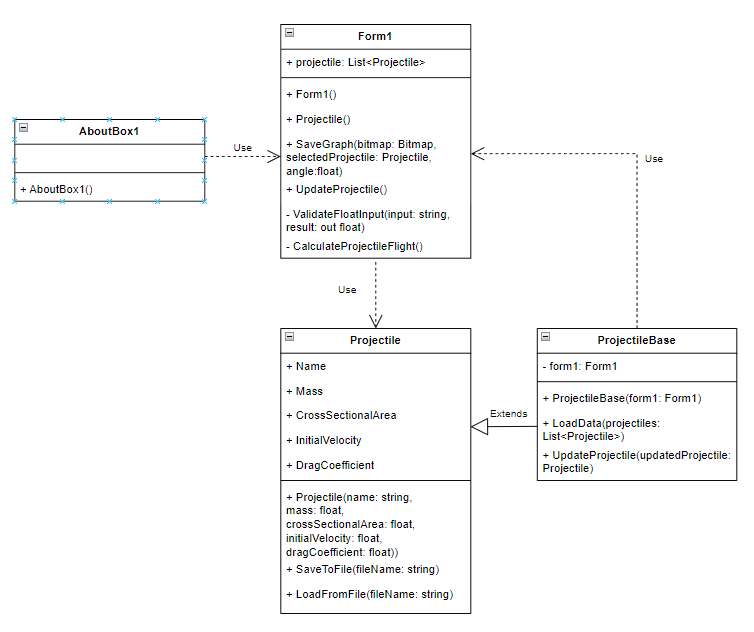 Form1
+ projectile: List<Projectile>
+ Form1()
+ Projectile()
+ SaveGraph(bitmap: Bitmap,
selectedProjectile: Projectile,
angle:float)
+ UpdateProjectile()
- ValidateFloatInput(input: string,
result: out float)
- CalculateProjectileFlight()
AboutBox1
+ AboutBox1()
Use
Use
Use
Projectile
+ Name
+ Mass
+ CrossSectionalArea
+ InitialVelocity
+ DragCoefficient
+ Projectile(name: string,
mass: float,
crossSectionalArea: float,
initialVelocity: float,
dragCoefficient: float))
+ SaveToFile(fileName: string)
+ LoadFromFile(fileName: string)
Extends
ProjectileBase
- form1: Form1
+ ProjectileBase(form1: Form1)
+ LoadData(projectiles:
List<Projectile>)
+ UpdateProjectile(updatedProjectile:
Projectile)